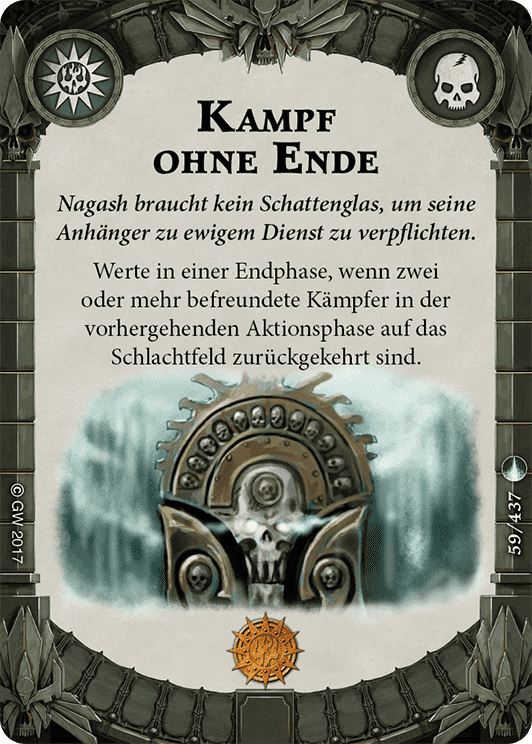 Kampf
ohne Ende
Nagash braucht kein Schattenglas, um seine
Anhänger zu ewigem Dienst zu verpflichten.
Werte in einer Endphase, wenn zwei
oder mehr befreundete Kämpfer in der
vorhergehenden Aktionsphase auf das
Schlachtfeld zurückgekehrt sind.
© GW 2017
59/437